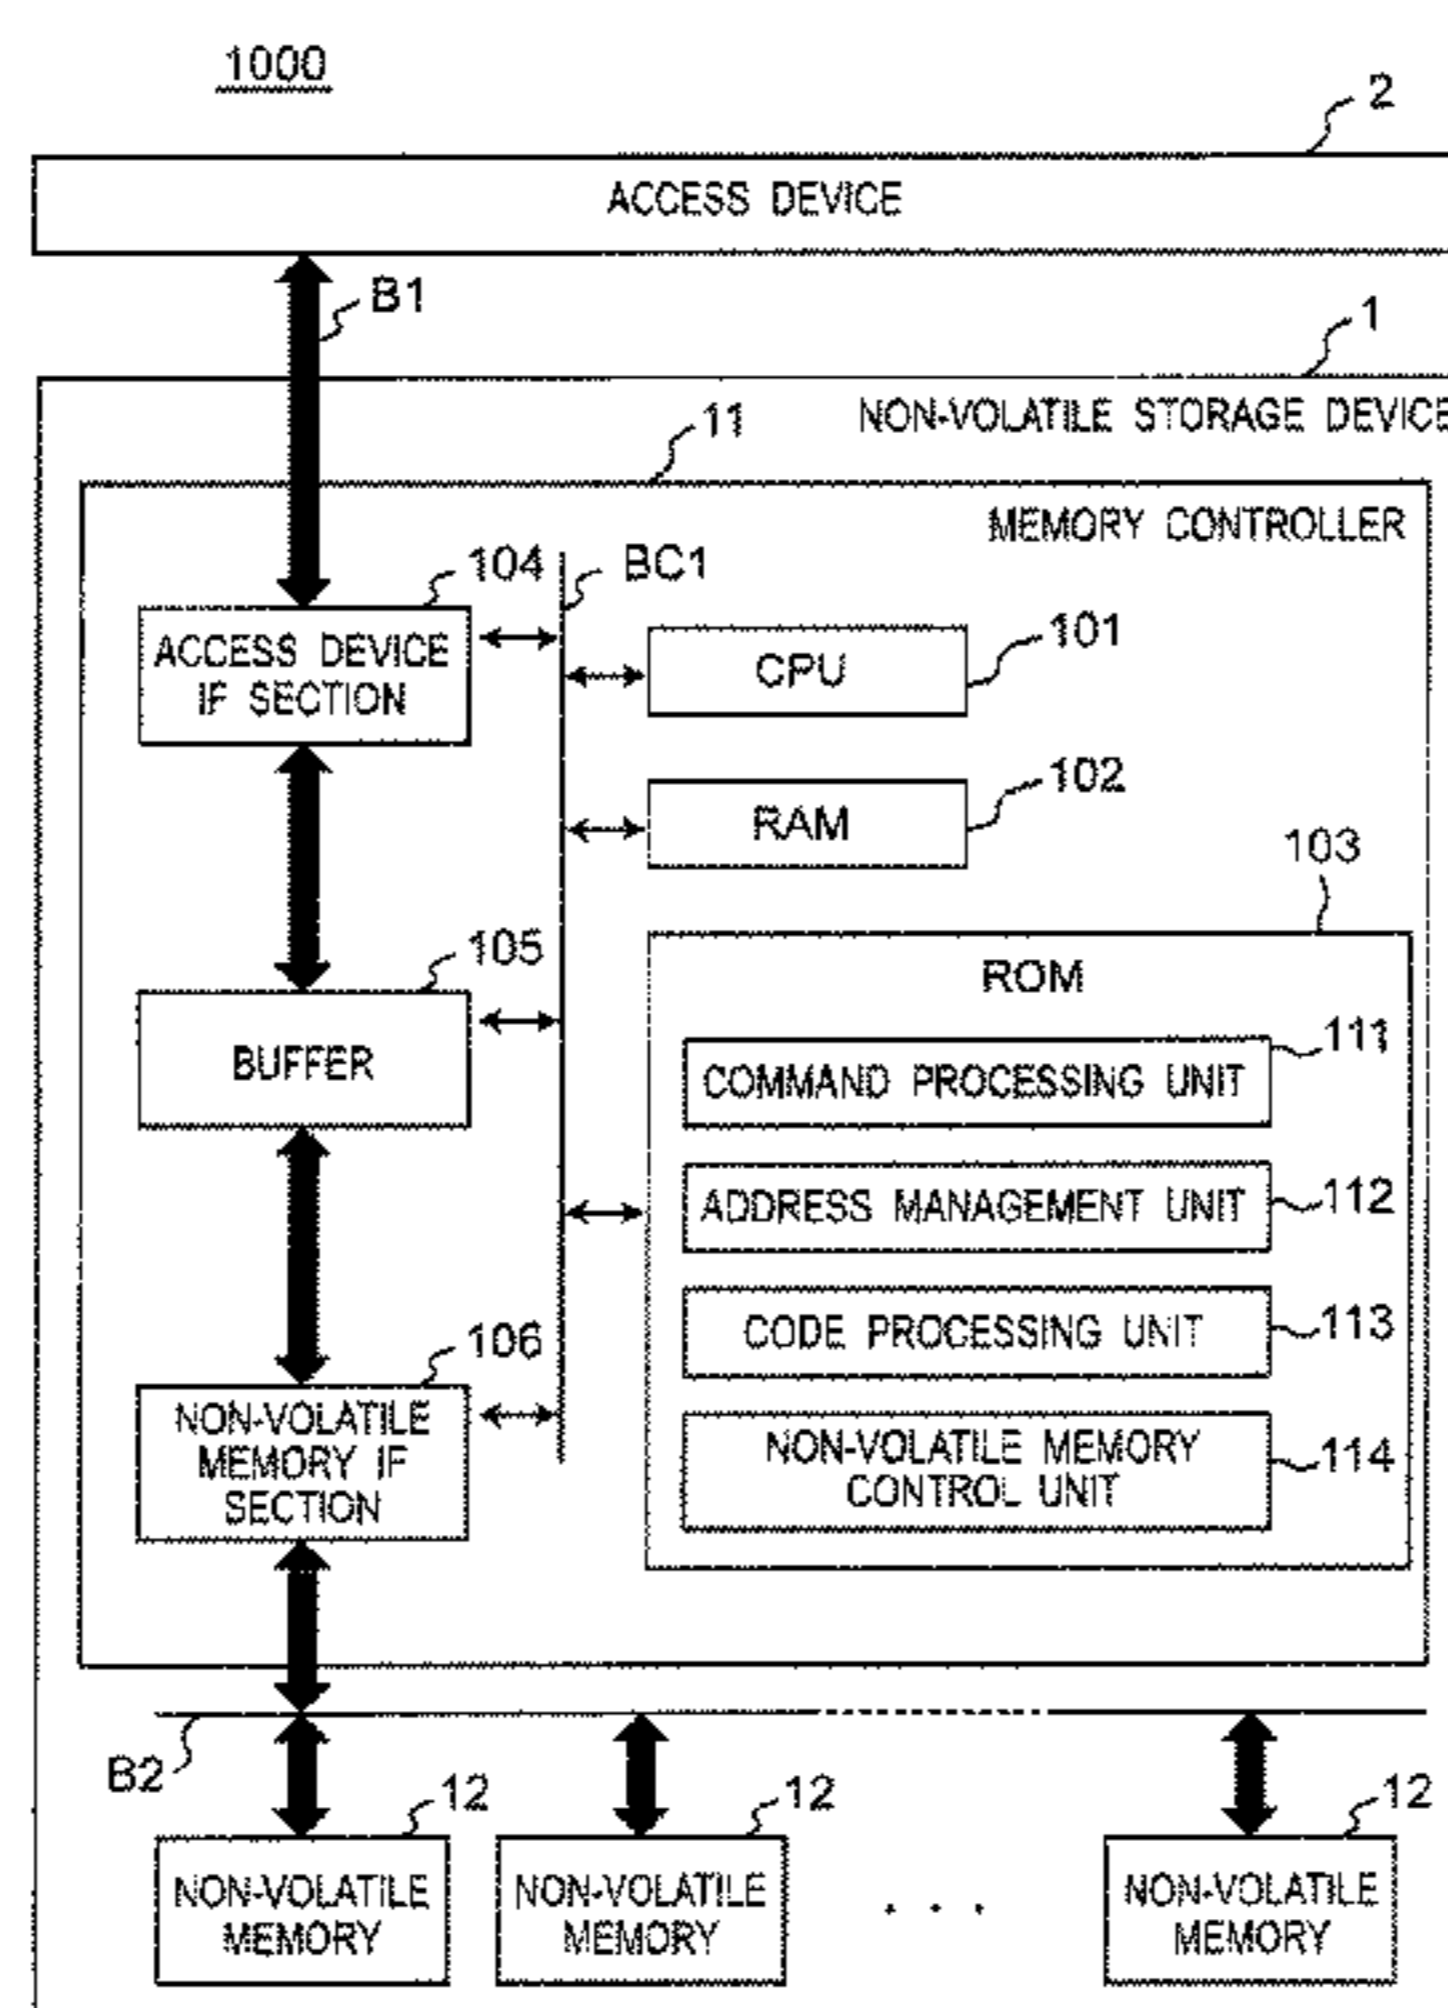 1000
2
ACCESS DEVICE
B1
1
NON-VOLATILE STORAGE DEVICE
11
MEMORY CONTROLLER
104
BC1
ACCESS DEVICE
IF SECTION
101
CPU
102
RAM
103
ROM
105
BUFFER
111
COMMAND PROCESSING UNIT
112
ADDRESS MANAGEMENT UNIT
113
CODE PROCESSING UNIT
106
NON-VOLATILE
MEMORY IF
SECTION
114
NON-VOLATILE MEMORY
CONTROL UNIT
B2
12
NON-VOLATILE
MEMORY
12
NON-VOLATILE
MEMORY
. . .
12
NON-VOLATILE
MEMORY